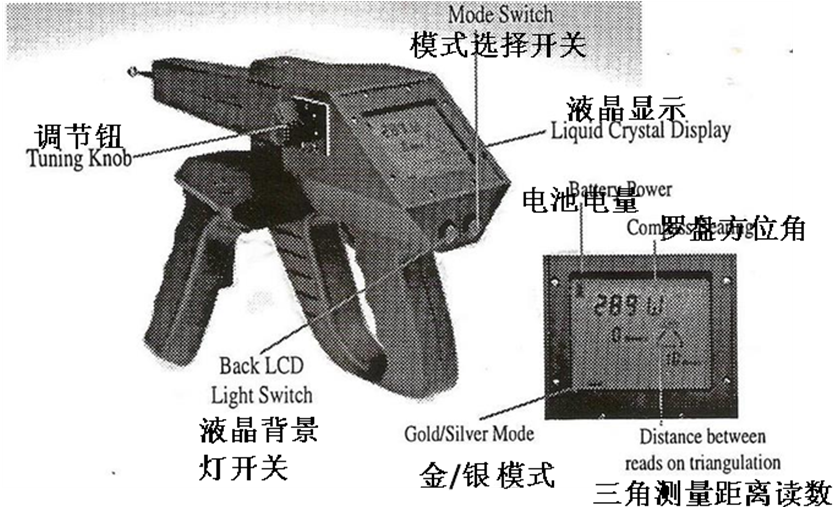 Mode Switch
模式选择开关
液晶显示
Liquid Crystal Display
调节钮
Tuning Knob
Battery Power
电池电量
罗盘方位角
289 W
0
10
Back LCD
Light Switch
液晶背景
灯开关
Gold/Silver Mode
金/银模式
Distance between
reads on triangulation
三角测量距离读数